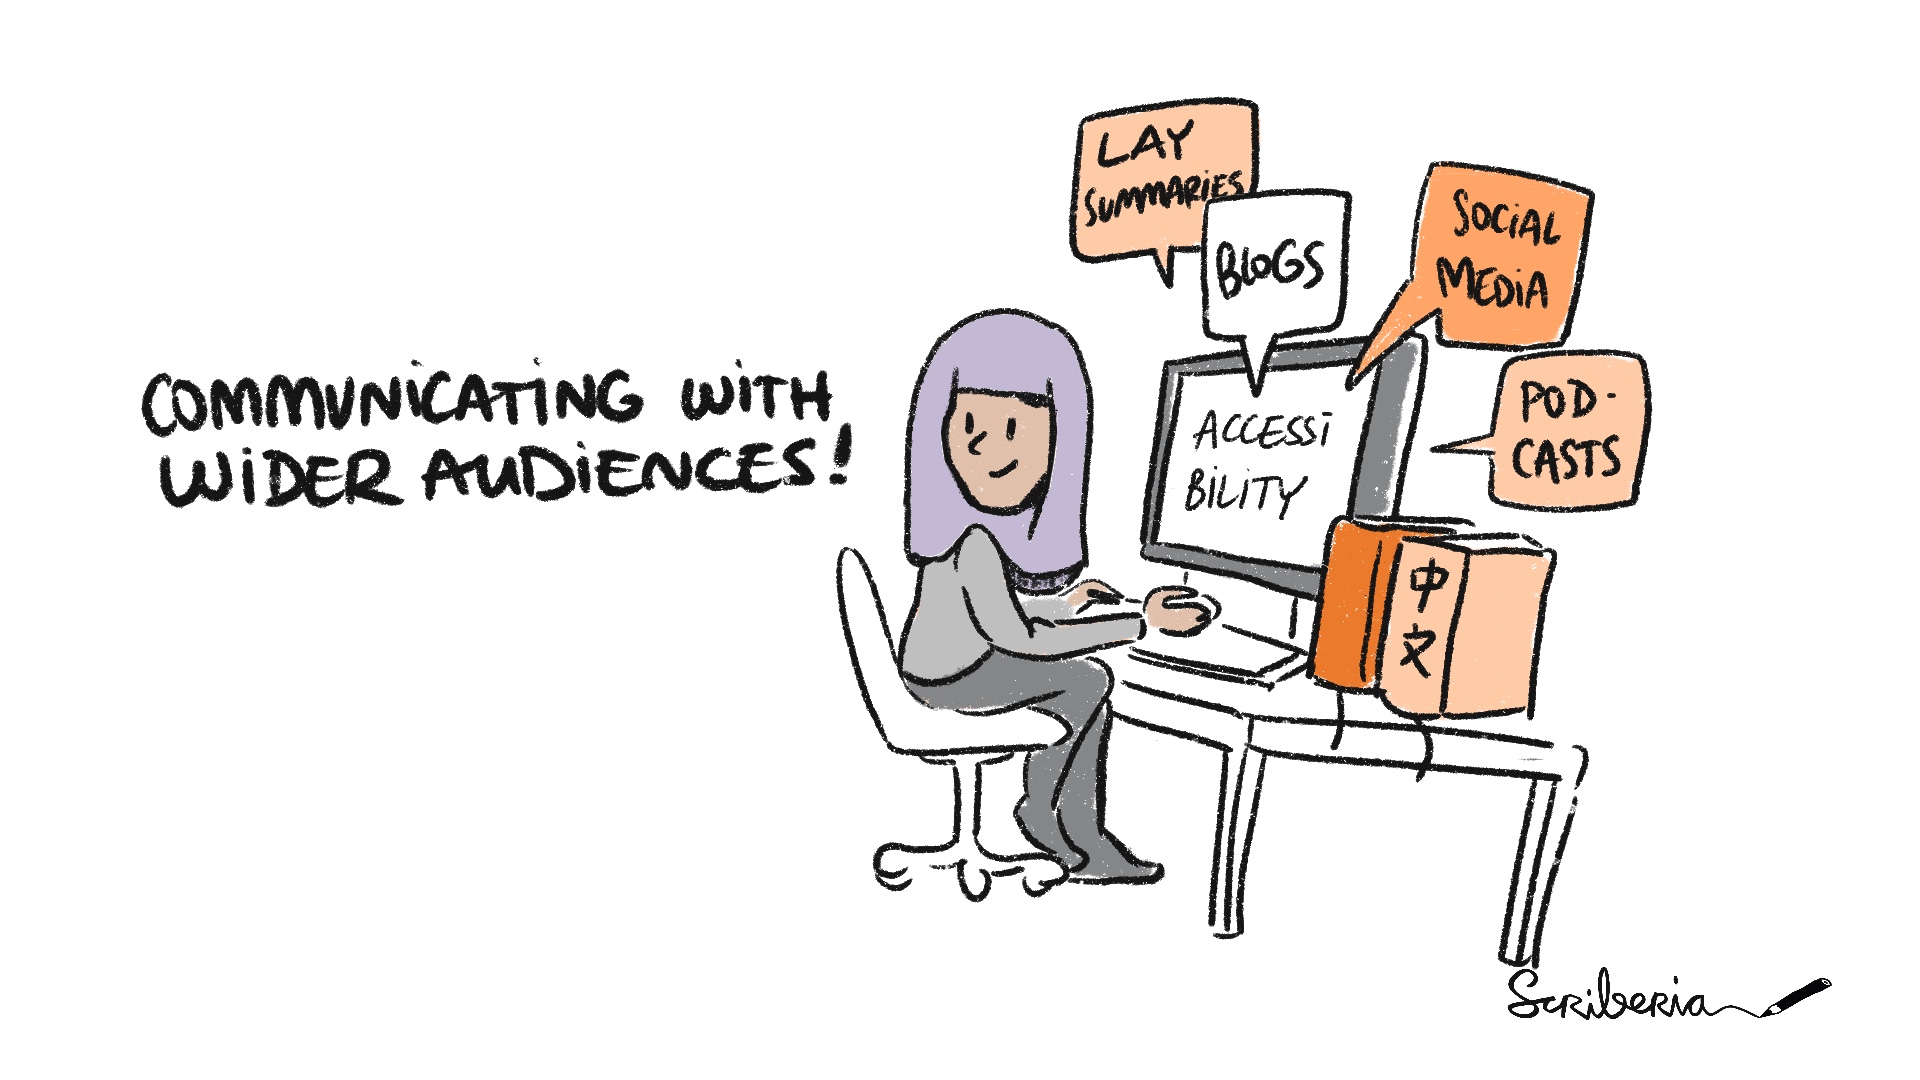 COMMUNICATING WITH
WIDER AUDIENCES!
LAY
SUMMARIES
BLOGS
SOCIAL
MEDIA
POD-
CASTS
ACCESSI
BILITY
中
文
Scriberia